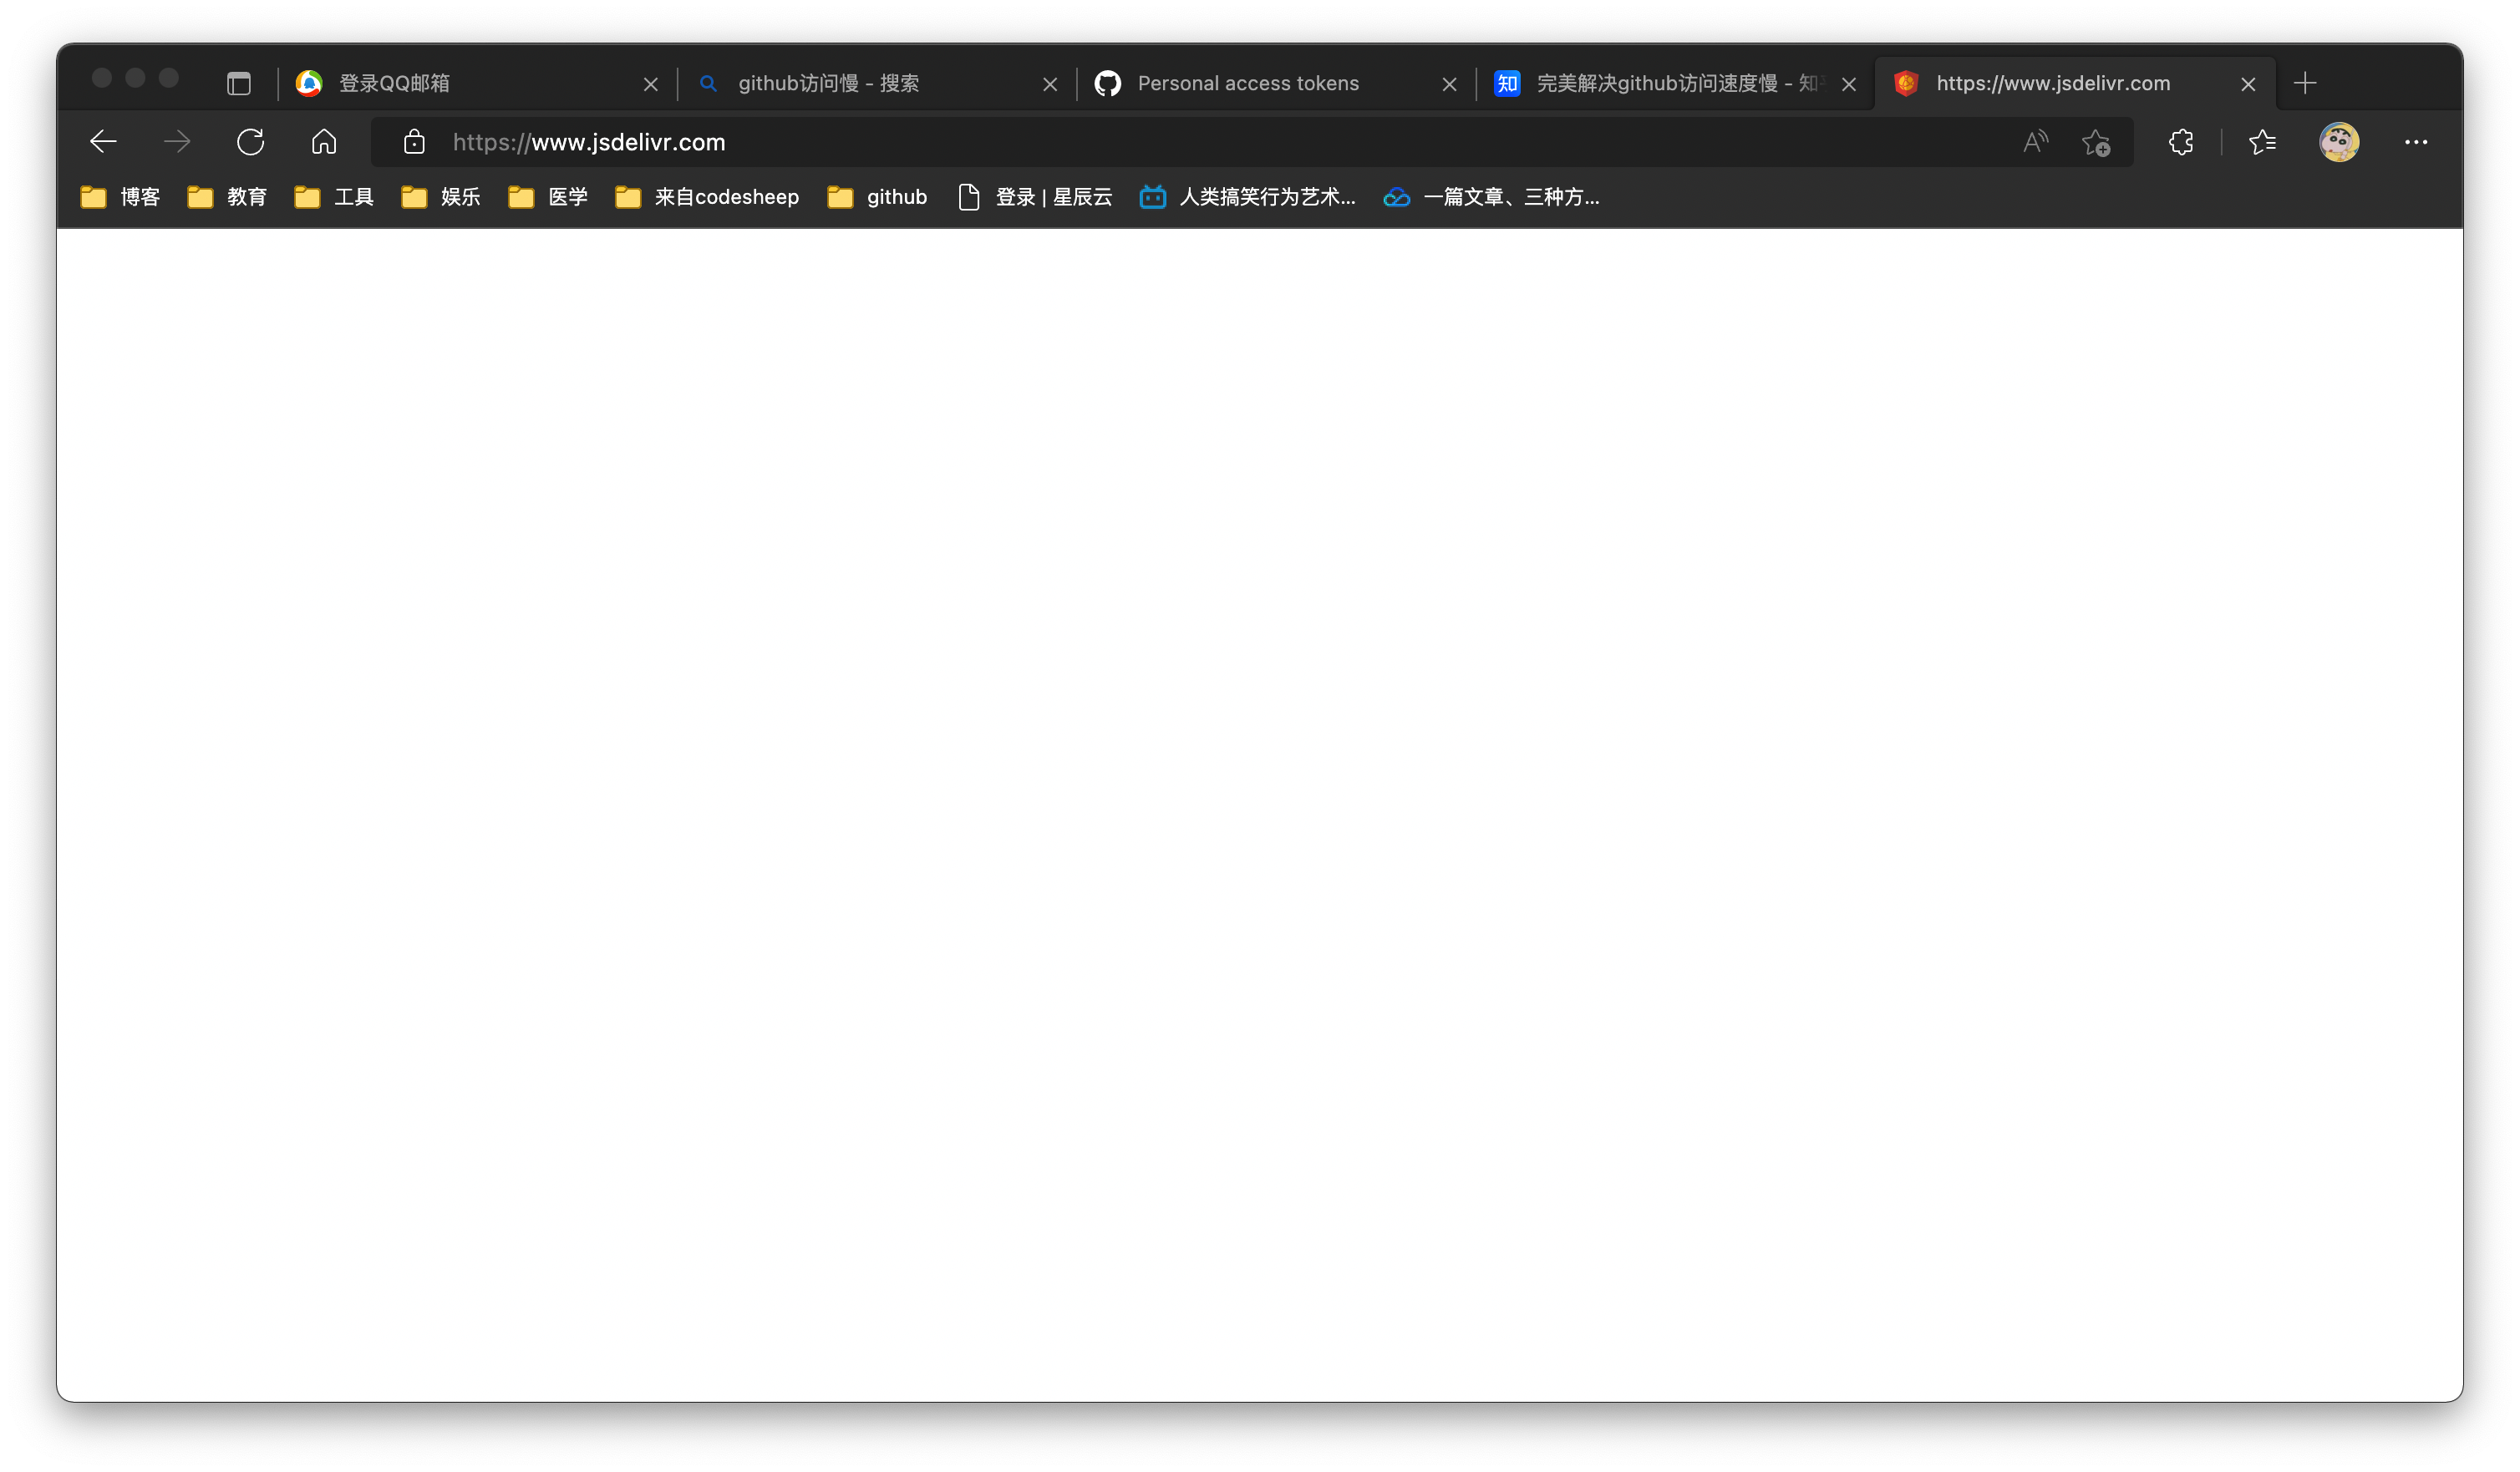 登录QQ邮箱 github访问慢 - 搜索 Personal access tokens 知 完美解决github访问速度慢 - 知 https://www.jsdelivr.com
https://www.jsdelivr.com
博客 教育 工具 娱乐 医学 来自codesheep github 登录 | 星辰云 人类搞笑行为艺术... 一篇文章、三种方...